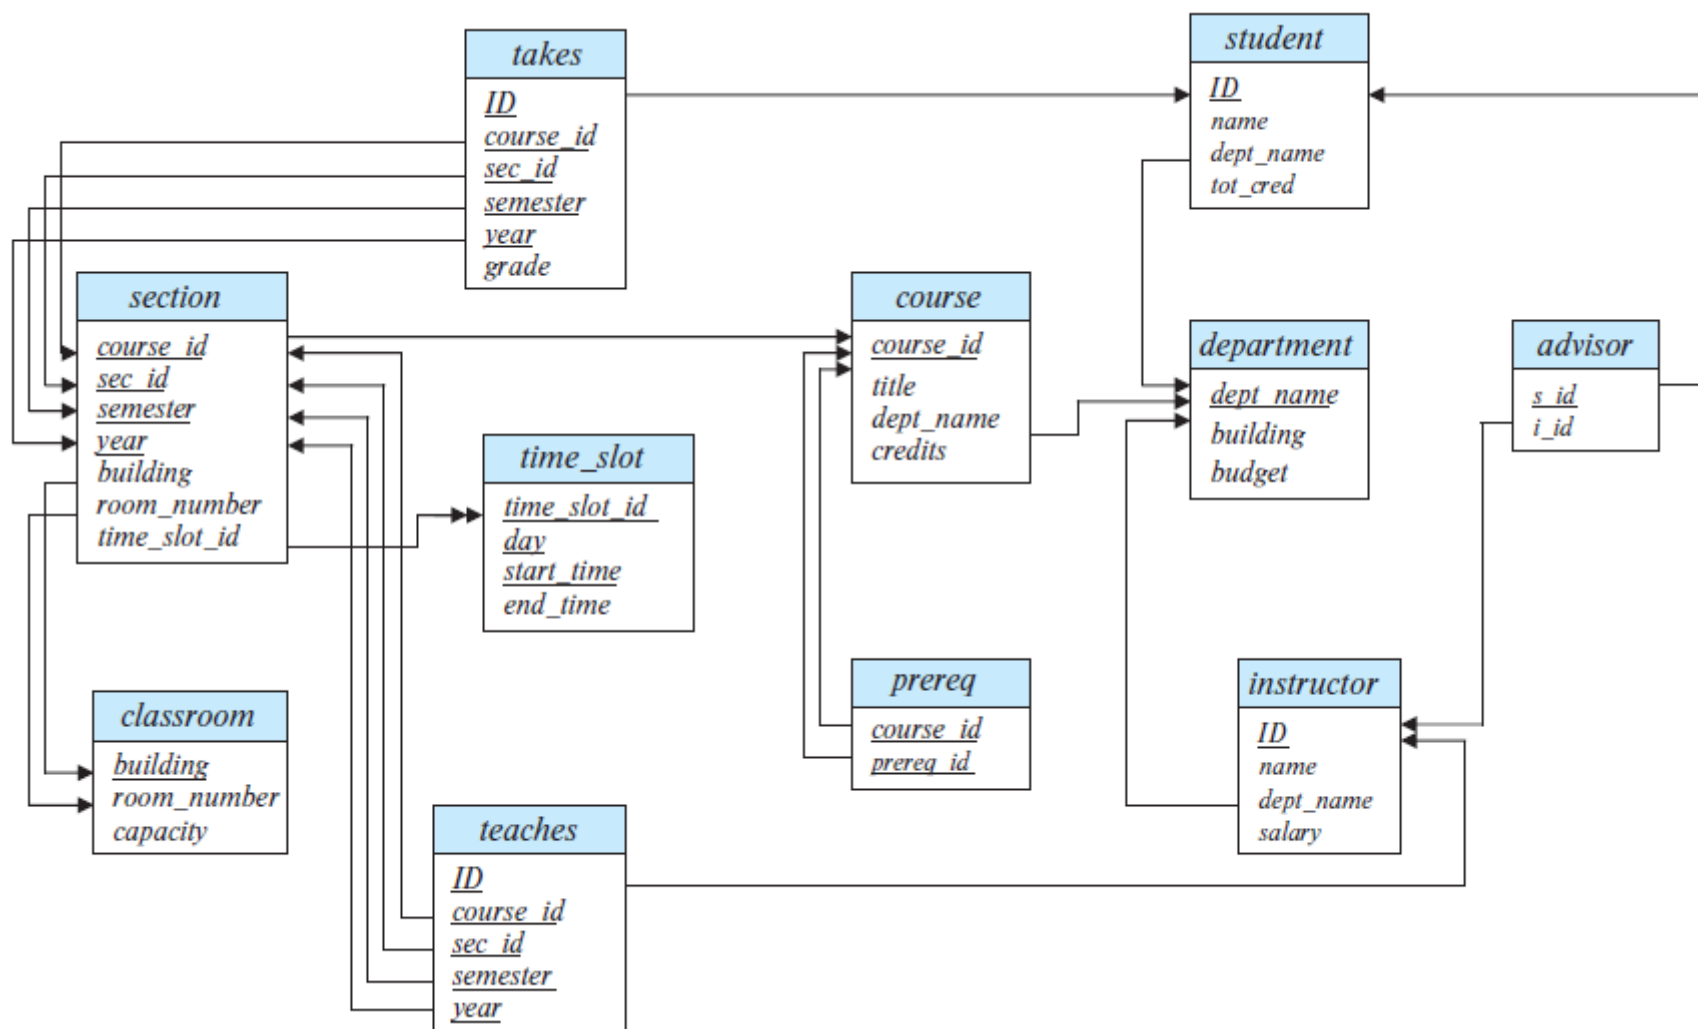 takes
ID
course_id
sec_id
semester
year
grade
student
ID
name
dept_name
tot_cred
section
course_id
sec_id
semester
year
building
room_number
time_slot_id
course
course_id
title
dept_name
credits
department
dept_name
building
budget
advisor
s_id
i_id
time_slot
time_slot_id
day
start_time
end_time
prereq
course_id
prereq_id
instructor
ID
name
dept_name
salary
classroom
building
room_number
capacity
teaches
ID
course_id
sec_id
semester
year